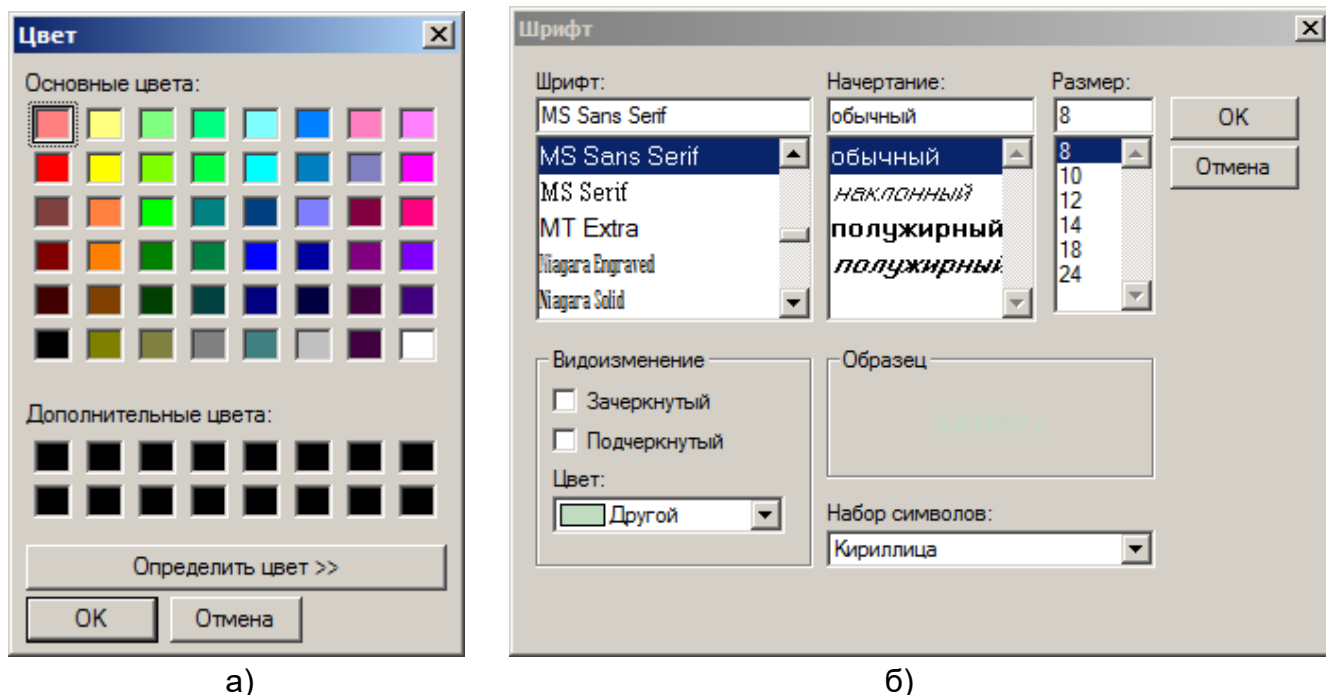 Цвет
Основные цвета:
Дополнительные цвета:
Определить цвет >>
OK Отмена
а)
Шрифт
Шрифт: Начертание: Размер:
MS Sans Serif обычный 8 OK
MS Sans Serif обычный 8 Отмена
MS Serif наклонный 10
MT Extra полужирный 12
Niagara Engraved полужирный 14
Niagara Solid 18
24
Видоизменение Образец
Зачеркнутый
Подчеркнутый
Цвет:
Другой
Набор символов:
Кириллица
б)